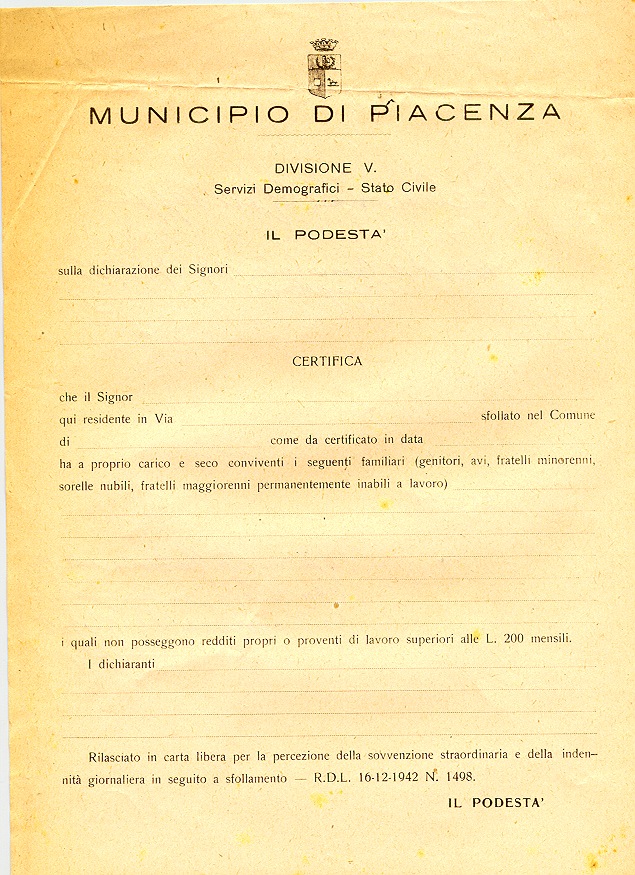 MUNICIPIO DI PIACENZA
DIVISIONE V.
Servizi Demografici - Stato Civile
IL PODESTA'
sulla dichiarazione dei Signori
CERTIFICA
che il Signor
qui residente in Via sfollato nel Comune
di come da certificato in data
ha a proprio carico e seco conviventi i seguenti familiari (genitori, avi, fratelli minorenni,
sorelle nubili, fratelli maggiorenni permanentemente inabili a lavoro)
i quali non posseggono redditi propri o proventi di lavoro superiori alle L. 200 mensili.
I dichiaranti
Rilasciato in carta libera per la percezione della sovvenzione straordinaria e della inden-
nità giornaliera in seguito a sfollamento — R.D.L. 16-12-1942 N. 1498.
IL PODESTA'